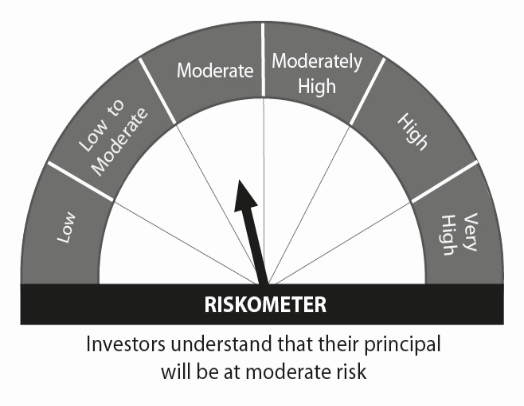 Low
Low to
Moderate
Moderate
Moderately
High
High
Very
High
RISKOMETER
Investors understand that their principal
will be at moderate risk